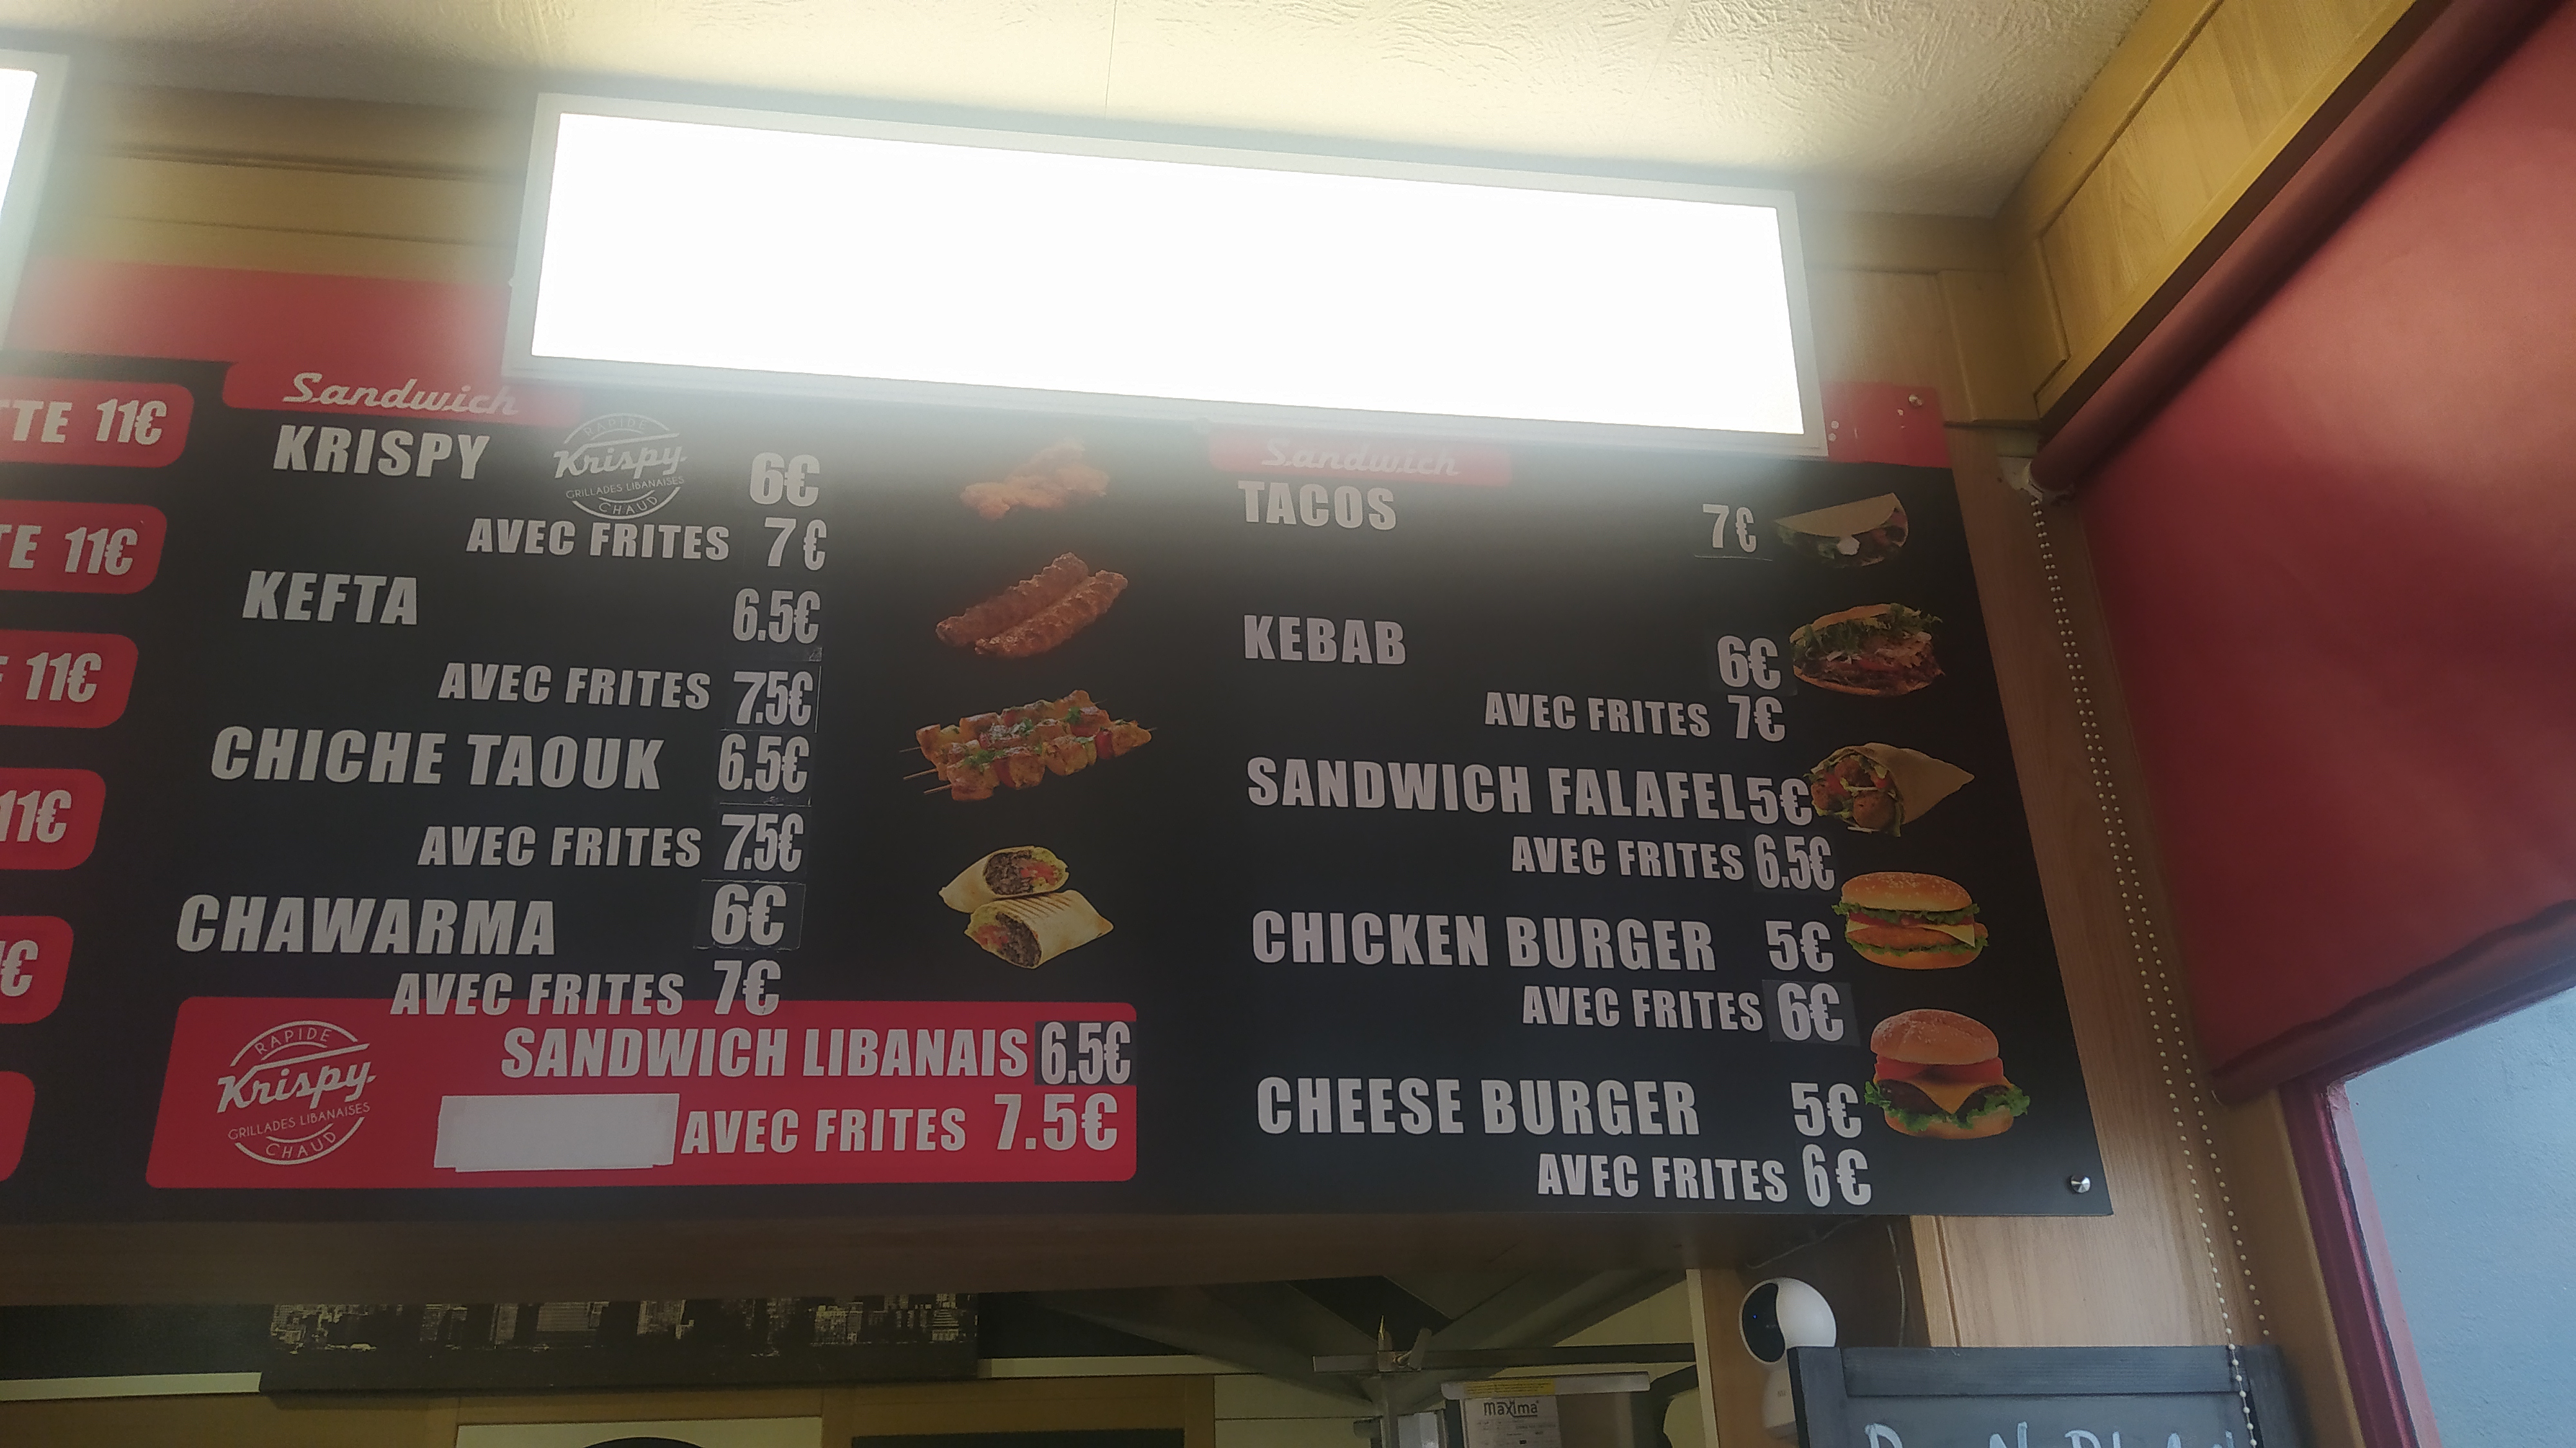 TTE 11€
TE 11€
E 11€
11€
€
Sandwich
KRISPY 6€
RAPIDE
Krispy
GRILLADES LIBANAISES
CHAUD
AVEC FRITES 7€
KEFTA 6.5€
AVEC FRITES 7.5€
CHICHE TAOUK 6.5€
AVEC FRITES 7.5€
CHAWARMA 6€
AVEC FRITES 7€
RAPIDE
Krispy
GRILLADES LIBANAISES
CHAUD
SANDWICH LIBANAIS 6.5€
AVEC FRITES 7.5€
Sandwich
TACOS 7€
KEBAB 6€
AVEC FRITES 7€
SANDWICH FALAFEL 5€
AVEC FRITES 6.5€
CHICKEN BURGER 5€
AVEC FRITES 6€
CHEESE BURGER 5€
AVEC FRITES 6€
maxima